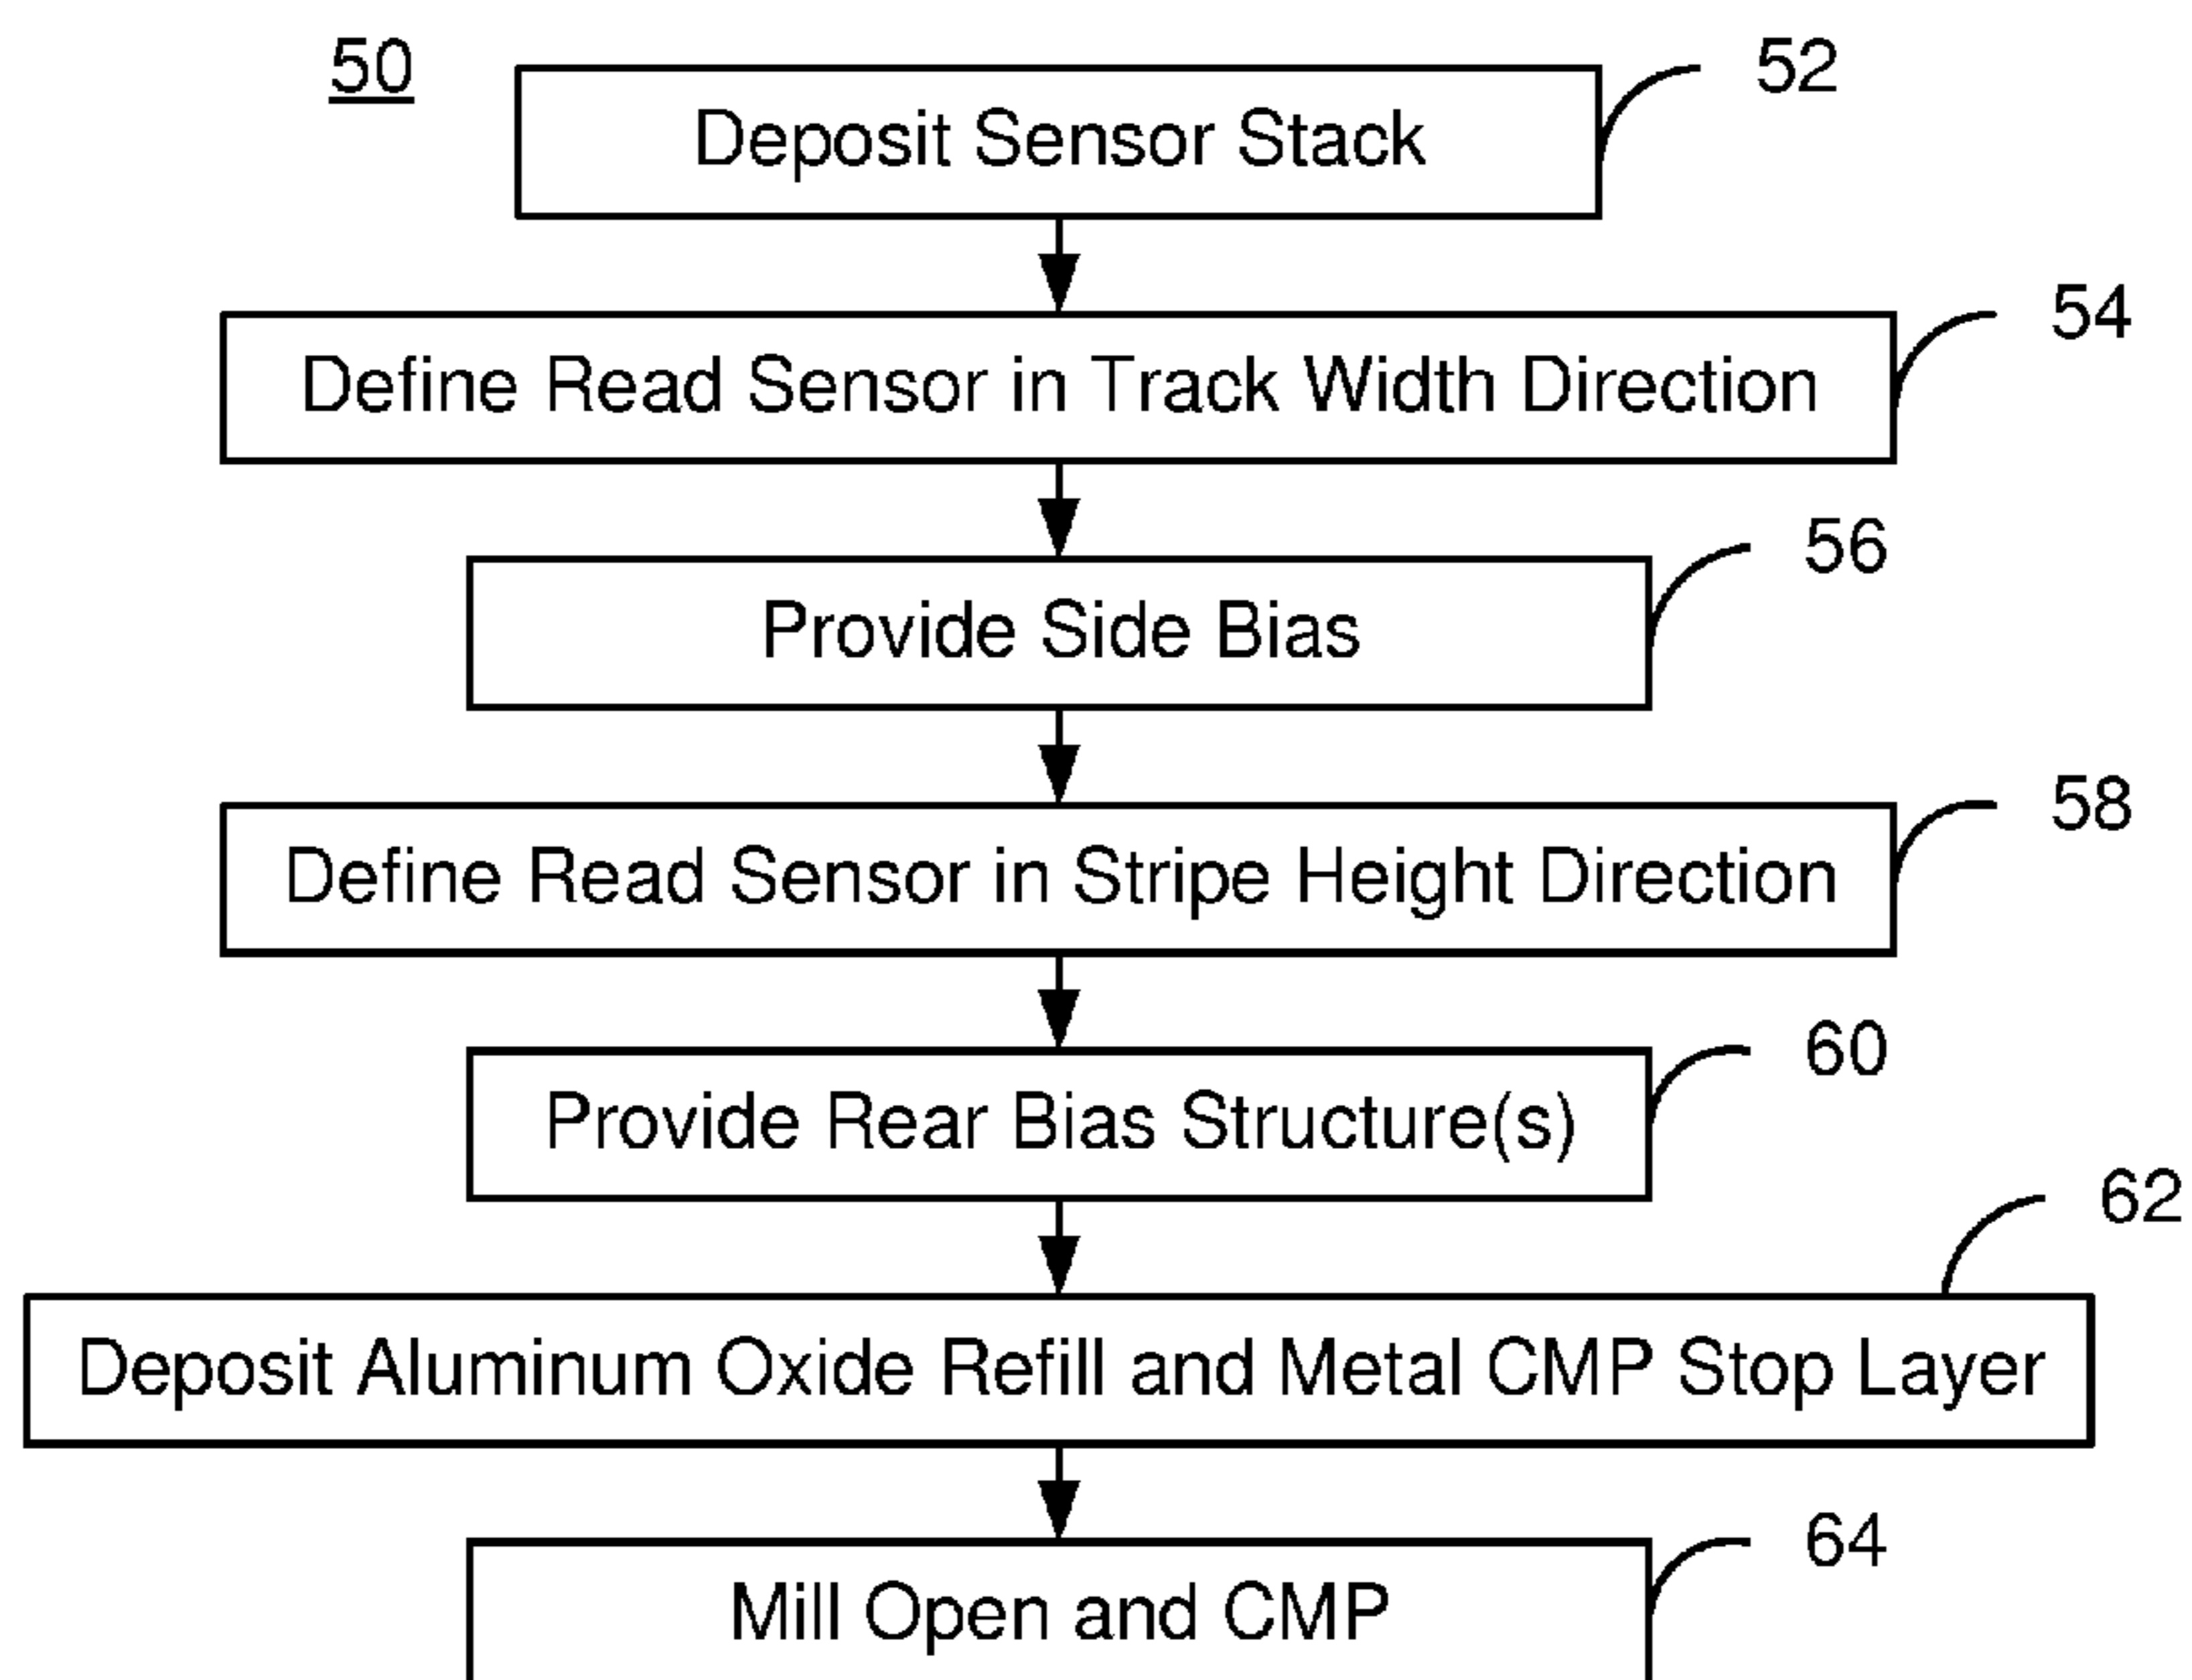 50
52
Deposit Sensor Stack
54
Define Read Sensor in Track Width Direction
56
Provide Side Bias
58
Define Read Sensor in Stripe Height Direction
60
Provide Rear Bias Structure(s)
62
Deposit Aluminum Oxide Refill and Metal CMP Stop Layer
64
Mill Open and CMP